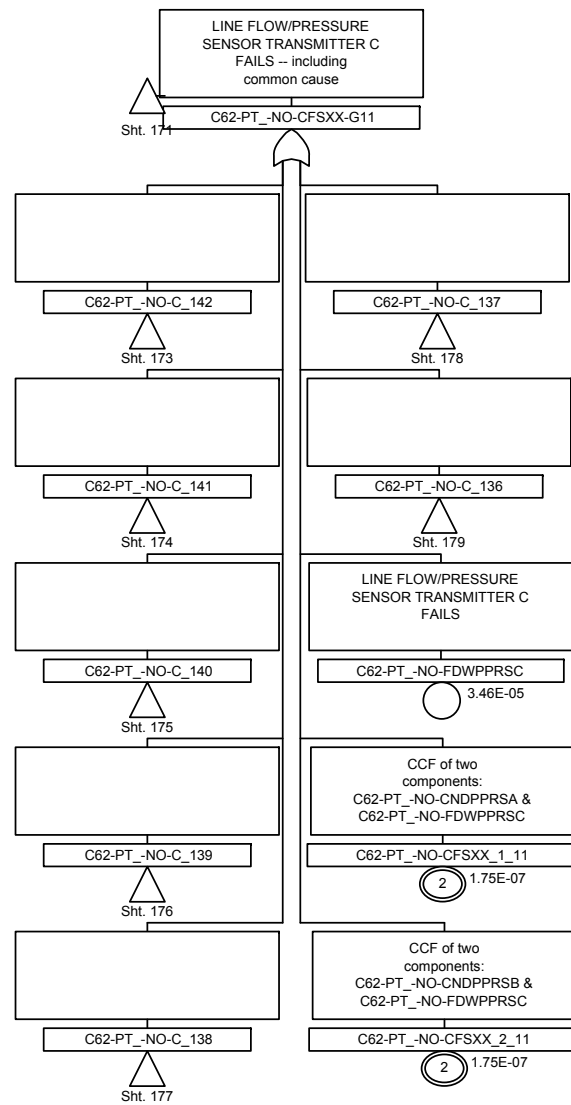 LINE FLOW/PRESSURE
SENSOR TRANSMITTER C
FAILS -- including
common cause
C62-PT_-NO-CFSXX-G11
Sht. 171
C62-PT_-NO-C_142
Sht. 173
C62-PT_-NO-C_137
Sht. 178
C62-PT_-NO-C_141
Sht. 174
C62-PT_-NO-C_136
Sht. 179
LINE FLOW/PRESSURE
SENSOR TRANSMITTER C
FAILS
C62-PT_-NO-C_140
Sht. 175
C62-PT_-NO-FDWPPRSC
3.46E-05
CCF of two
components:
C62-PT_-NO-CNDPPRSA &
C62-PT_-NO-FDWPPRSC
C62-PT_-NO-C_139
Sht. 176
C62-PT_-NO-CFSXX_1_11
2
1.75E-07
CCF of two
components:
C62-PT_-NO-CNDPPRSB &
C62-PT_-NO-FDWPPRSC
C62-PT_-NO-C_138
Sht. 177
C62-PT_-NO-CFSXX_2_11
2
1.75E-07